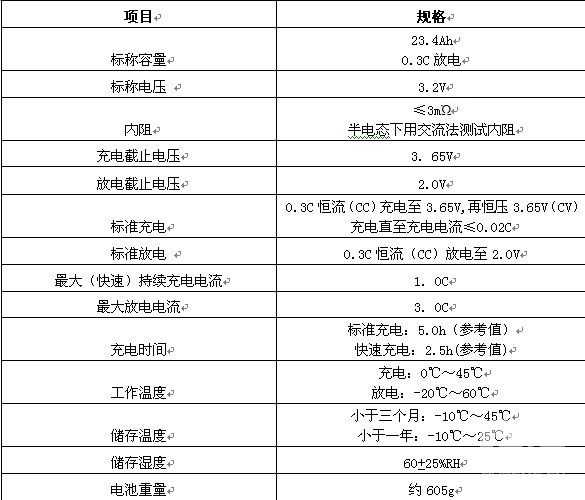 项目 规格
23.4Ah
标称容量 0.3C 放电
标称电压 3.2V
≤3mΩ
内阻 半电态下用交流法测试内阻
充电截止电压 3. 65V
放电截止电压 2.0V
0.3C 恒流(CC)充电至 3.65V,再恒压 3.65V(CV)
标准充电 充电直至充电电流≤0.02C
标准放电 0.3C 恒流（CC）放电至 2.0V
最大（快速）持续充电电流 1. 0C
最大放电电流 3. 0C
标准充电：5.0h（参考值）
充电时间 快速充电：2.5h(参考值)
充电：0℃～45℃
工作温度 放电：-20℃～60℃
小于三个月：-10℃～45℃
储存温度 小于一年：-10℃～25℃
储存湿度 60±25%RH
电池重量 约 605g